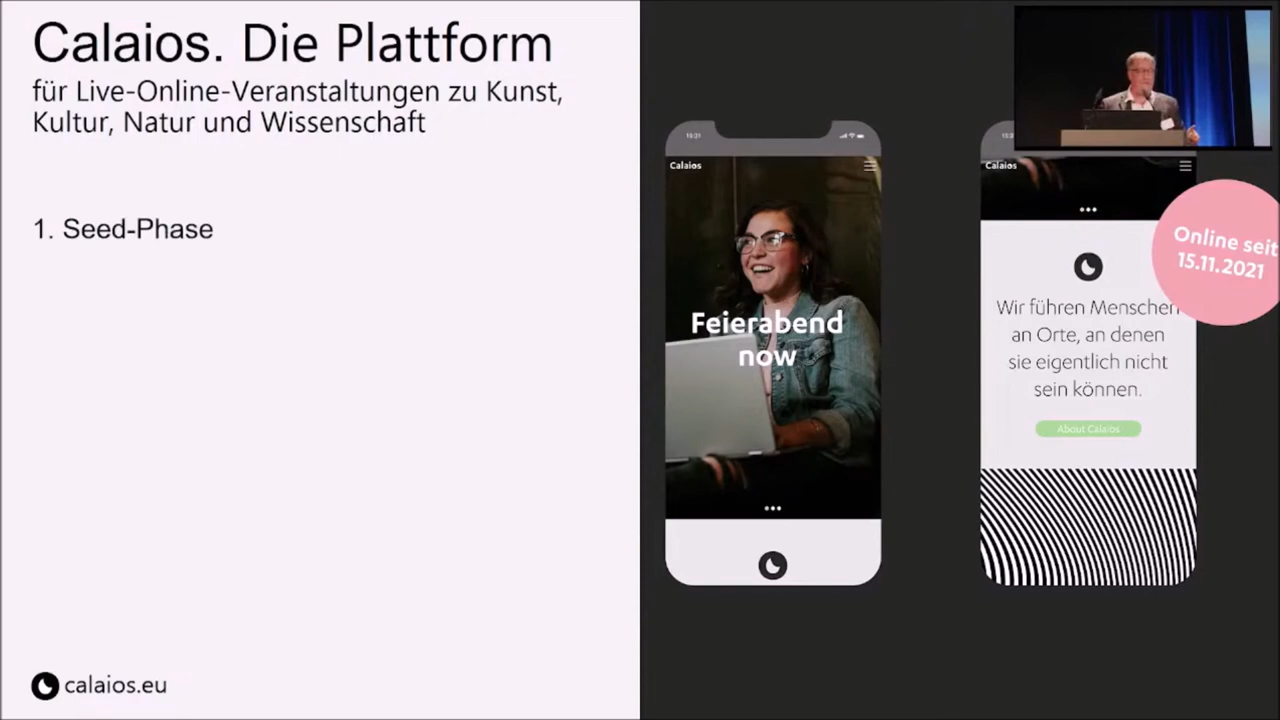 Calaios. Die Plattform
für Live-Online-Veranstaltungen zu Kunst,
Kultur, Natur und Wissenschaft
1. Seed-Phase
calaios.eu
Calaios
Feierabend
now
Calaios
Online seit
15.11.2021
Wir führen Menschen
an Orte, an denen
sie eigentlich nicht
sein können.
About Calaios